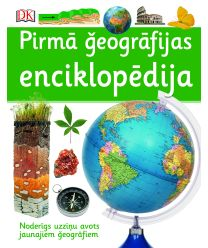 DK
Pirmā ģeogrāfijas
enciklopēdija
Noderīgs uzziņu avots
jaunajiem ģeogrāfiem